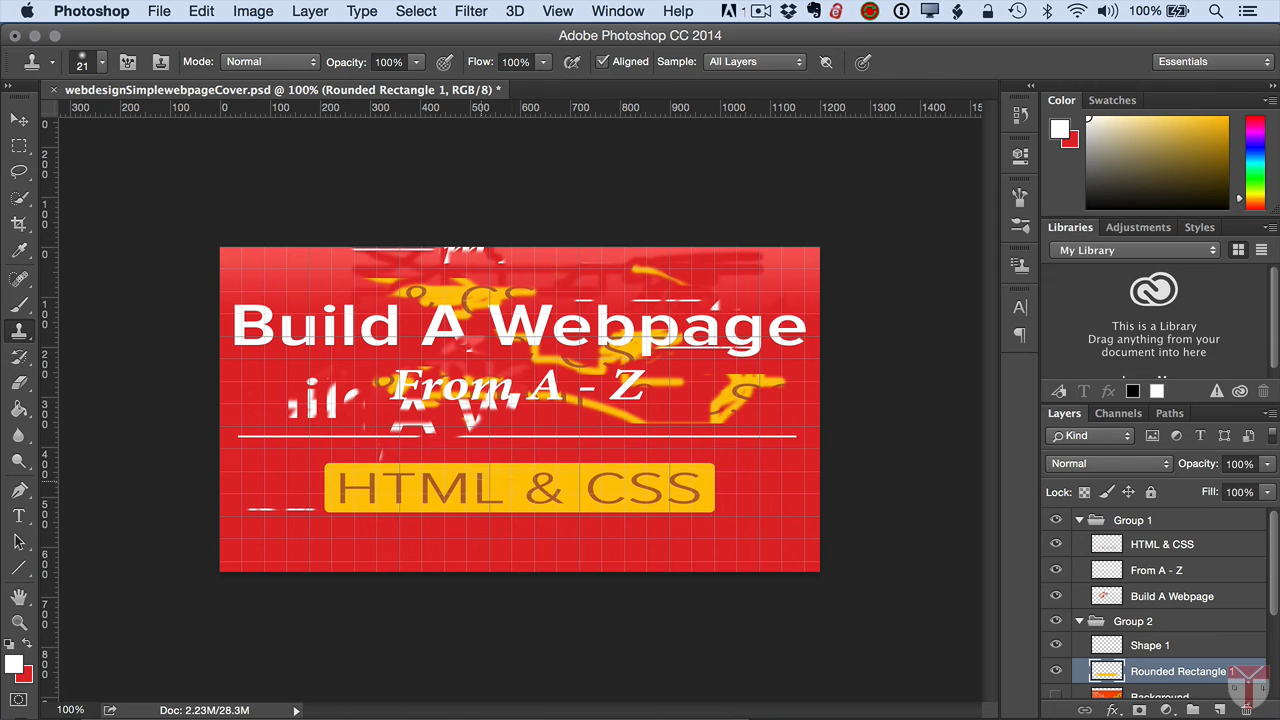 Photoshop File Edit Image Layer Type Select Filter 3D View Window Help 1 100%
Adobe Photoshop CC 2014
21 Mode: Normal Opacity: 100% Flow: 100% Aligned Sample: All Layers Essentials
webdesignSimplewebpageCover.psd @ 100% (Rounded Rectangle 1, RGB/8) *
300 200 100 0 100 200 300 400 500 600 700 800 900 1000 1100 1200 1300 1400
Color Swatches
Libraries Adjustments Styles
My Library
This is a Library
Drag anything from your
document into here
Build A Webpage
From A - Z
HTML & CSS
Layers Channels Paths
Kind
Normal Opacity: 100%
Lock: Fill: 100%
Group 1
HTML & CSS
From A - Z
Build A Webpage
Group 2
Shape 1
Rounded Rectangle 1
Background
100% Doc: 2.23M/28.3M